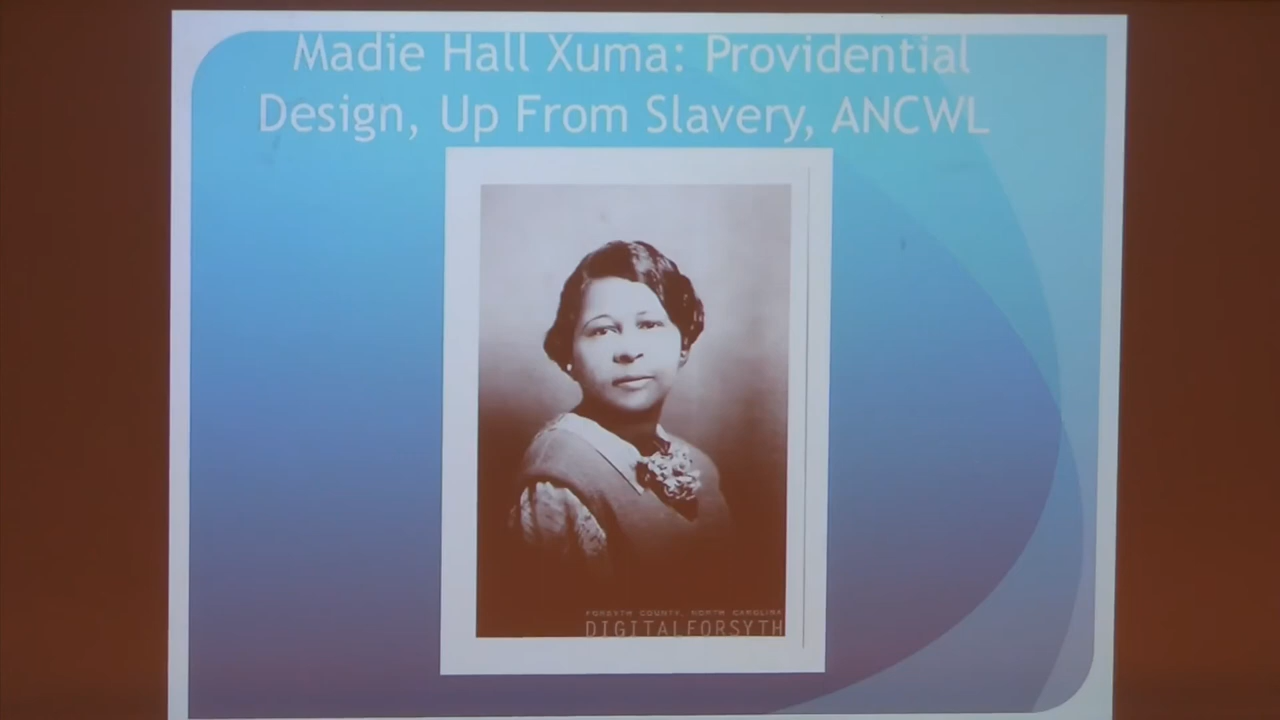 Madie Hall Xuma: Providential
Design, Up From Slavery, ANCWL
FORSYTH COUNTY, NORTH CAROLINA
DIGITALFORSYTH